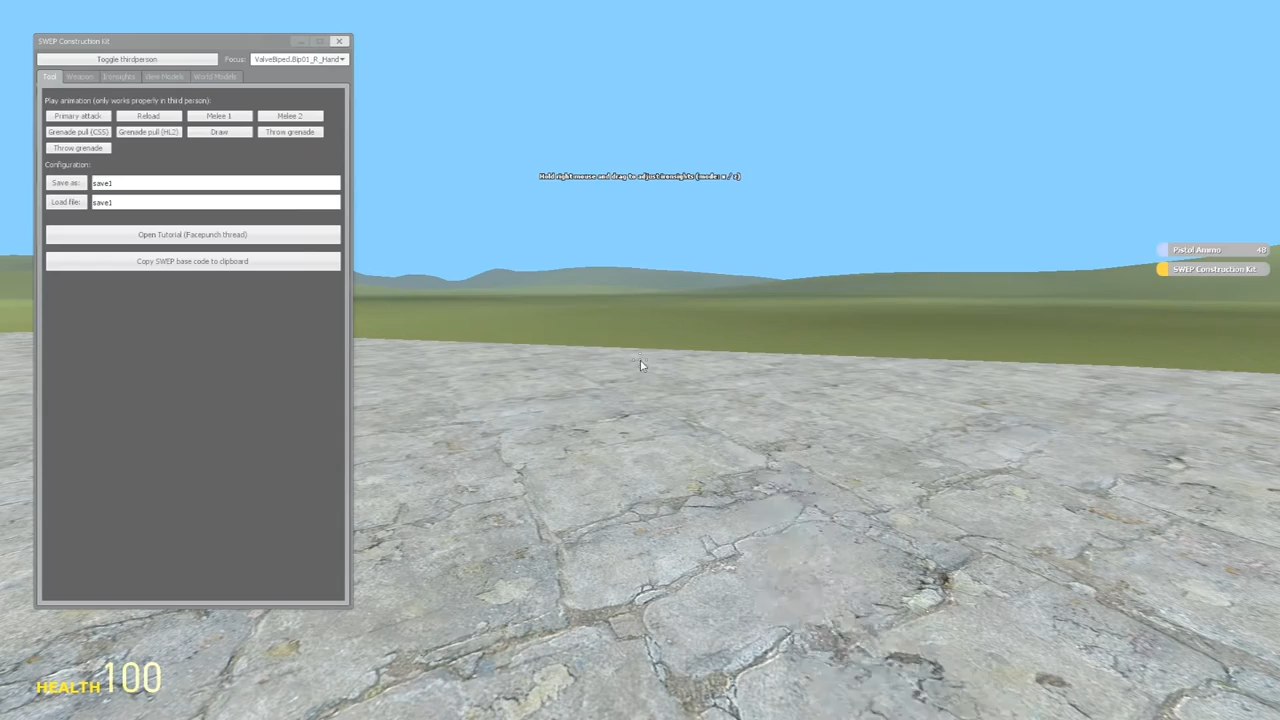 SWEP Construction Kit
Toggle thirdperson
Focus:
ValveBiped.Bip01_R_Hand
Tool
Weapon
Ironsights
View Models
World Models
Play animation (only works properly in third person):
Primary attack
Reload
Melee 1
Melee 2
Grenade pull (CSS)
Grenade pull (HL2)
Draw
Throw grenade
Throw grenade
Configuration:
Save as:
save1
Load file:
save1
Open Tutorial (Facepunch thread)
Copy SWEP base code to clipboard
Hold right mouse and drag to adjust ironsights (mode: x / z)
Pistol Ammo 48
SWEP Construction Kit
HEALTH 100